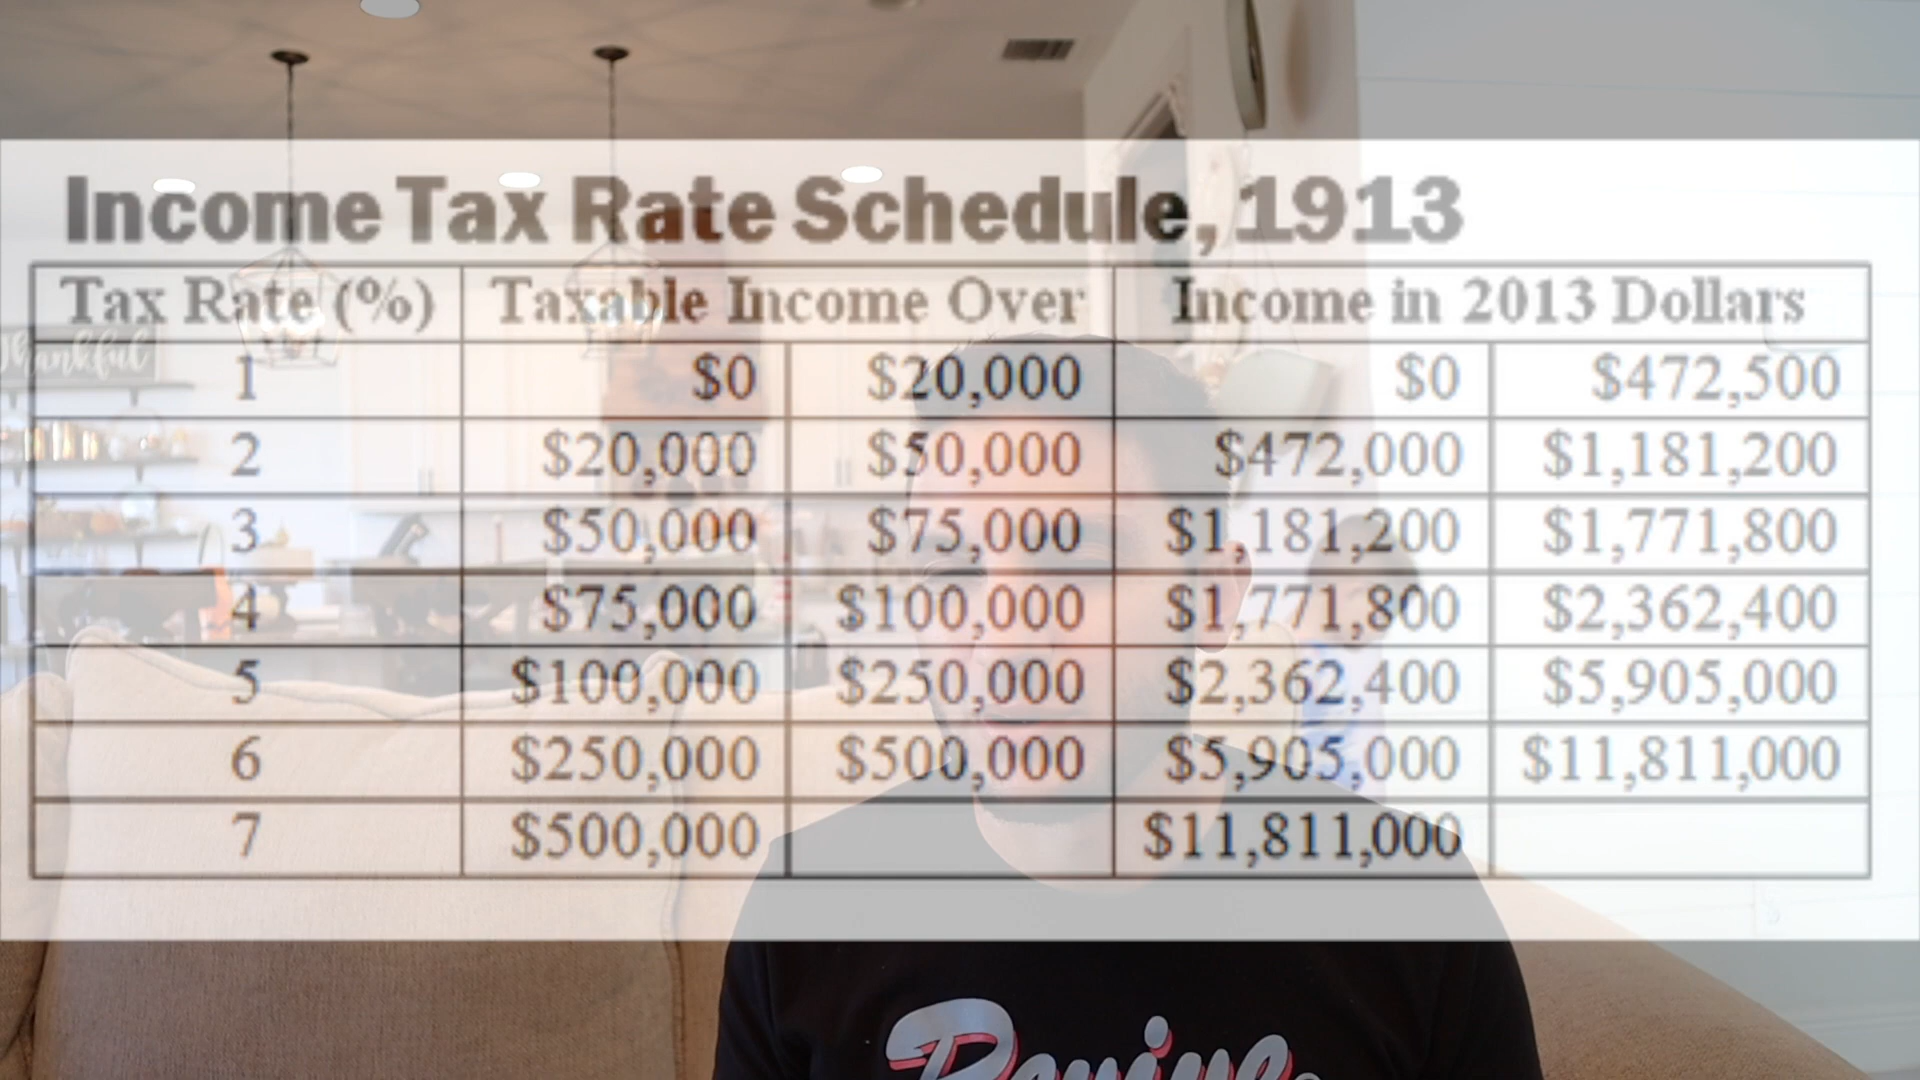 Income Tax Rate Schedule, 1913
Tax Rate (%) Taxable Income Over Income in 2013 Dollars
1 $0 $20,000 $0 $472,500
2 $20,000 $50,000 $472,000 $1,181,200
3 $50,000 $75,000 $1,181,200 $1,771,800
4 $75,000 $100,000 $1,771,800 $2,362,400
5 $100,000 $250,000 $2,362,400 $5,905,000
6 $250,000 $500,000 $5,905,000 $11,811,000
7 $500,000 $11,811,000
Thankful